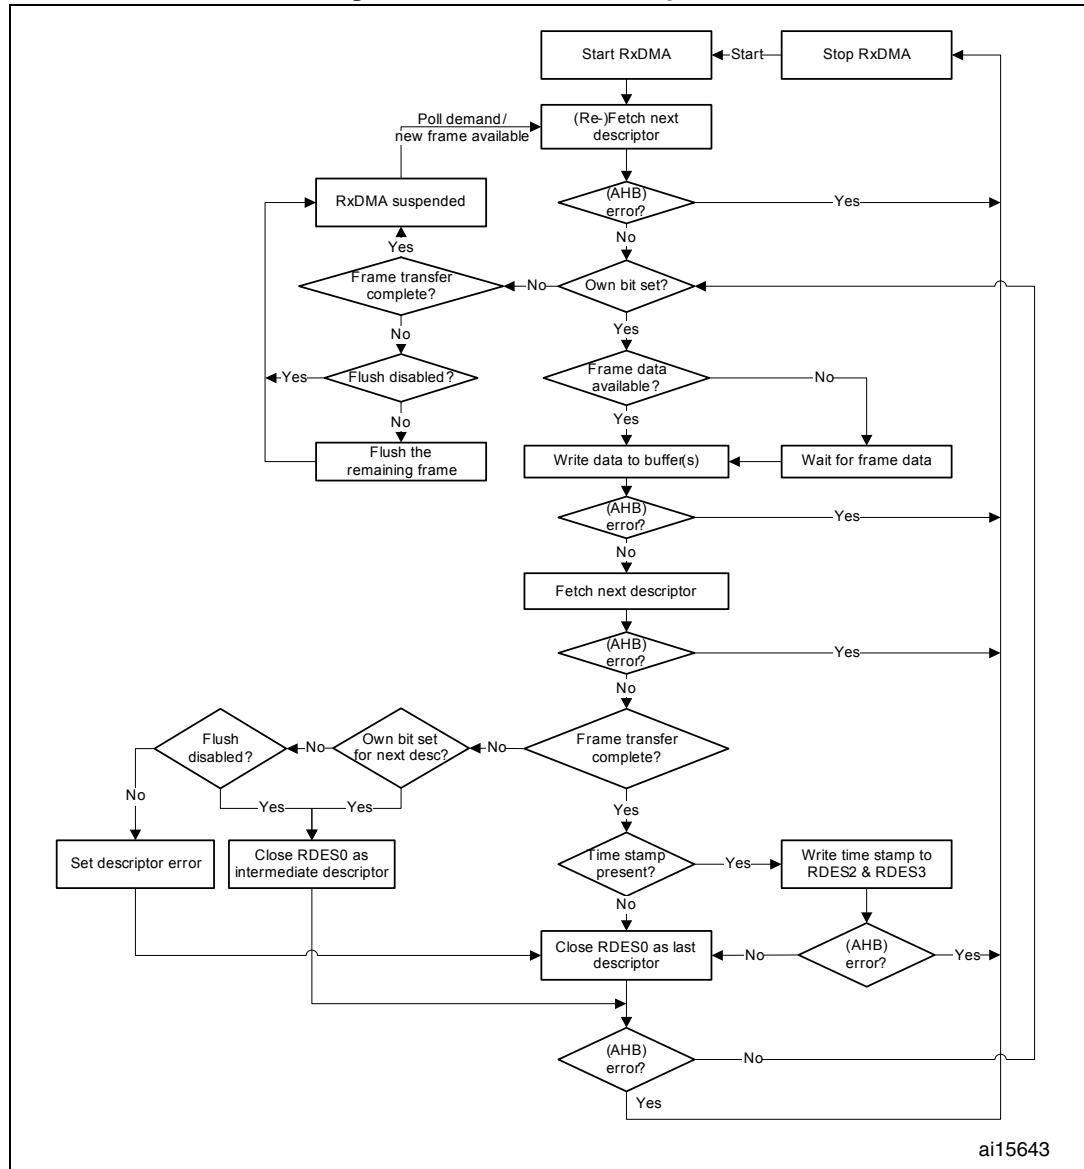 Start RxDMA
Start
Stop RxDMA
Poll demand/
new frame available
(Re-)Fetch next
descriptor
RxDMA suspended
(AHB)
error?
Yes
No
Yes
Frame transfer
complete?
No
Own bit set?
No
Yes
Yes
Flush disabled?
Frame data
available?
No
No
Yes
Flush the
remaining frame
Write data to buffer(s)
Wait for frame data
(AHB)
error?
Yes
No
Fetch next descriptor
(AHB)
error?
Yes
No
Flush
disabled?
No
Own bit set
for next desc?
No
Frame transfer
complete?
No
Yes
Yes
Yes
Set descriptor error
Close RDES0 as
intermediate descriptor
Time stamp
present?
Yes
Write time stamp to
RDES2 & RDES3
No
Close RDES0 as last
descriptor
No
(AHB)
error?
Yes
(AHB)
error?
No
Yes
ai15643